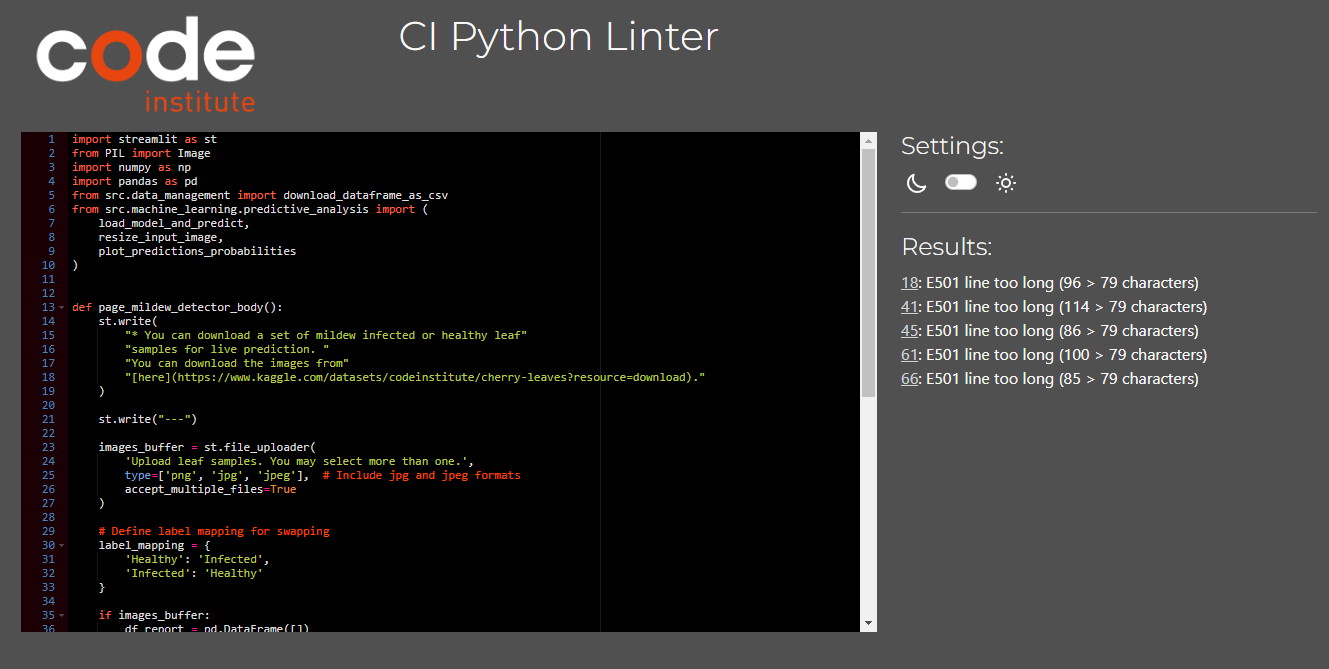 code
institute
CI Python Linter
1 import streamlit as st
2 from PIL import Image
3 import numpy as np
4 import pandas as pd
5 from src.data_management import download_dataframe_as_csv
6 from src.machine_learning.predictive_analysis import (
7     load_model_and_predict,
8     resize_input_image,
9     plot_predictions_probabilities
10 )
11
12
13 def page_mildew_detector_body():
14     st.write(
15         "* You can download a set of mildew infected or healthy leaf"
16         "samples for live prediction. "
17         "You can download the images from"
18         "[here](https://www.kaggle.com/datasets/codeinstitute/cherry-leaves?resource=download)."
19     )
20
21     st.write("---")
22
23     images_buffer = st.file_uploader(
24         'Upload leaf samples. You may select more than one.',
25         type=['png', 'jpg', 'jpeg'],  # Include jpg and jpeg formats
26         accept_multiple_files=True
27     )
28
29     # Define label mapping for swapping
30     label_mapping = {
31         'Healthy': 'Infected',
32         'Infected': 'Healthy'
33     }
34
35     if images_buffer:
36         df_report = pd.DataFrame([])
Settings:
Results:
18: E501 line too long (96 > 79 characters)
41: E501 line too long (114 > 79 characters)
45: E501 line too long (86 > 79 characters)
61: E501 line too long (100 > 79 characters)
66: E501 line too long (85 > 79 characters)